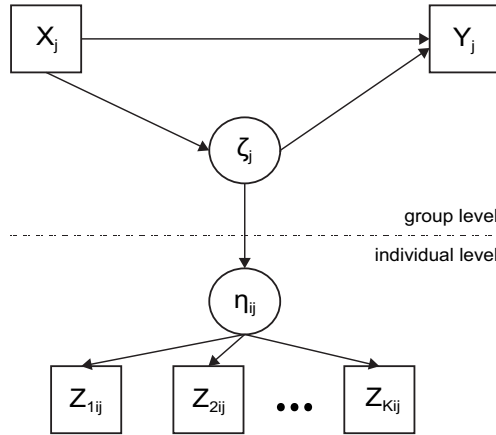 Xj Yj
ζj
group level
individual level
ηij
Z1ij Z2ij ••• ZKij